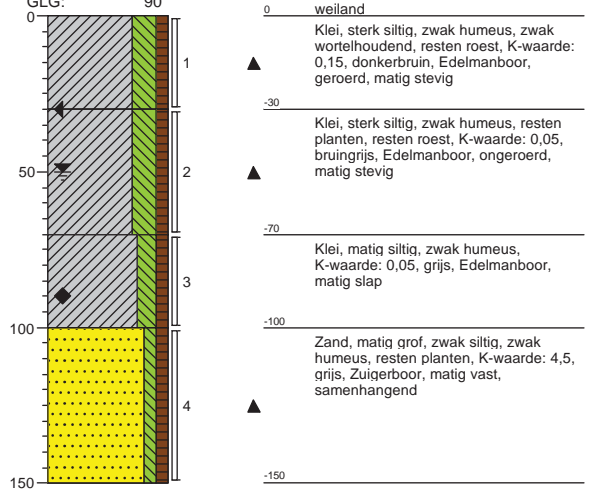 GLG: 90
0
50
100
150
1
2
3
4
0 weiland
Klei, sterk siltig, zwak humeus, zwak
wortelhoudend, resten roest, K-waarde:
0,15, donkerbruin, Edelmanboor,
geroerd, matig stevig
-30
Klei, sterk siltig, zwak humeus, resten
planten, resten roest, K-waarde: 0,05,
bruingrijs, Edelmanboor, ongeroerd,
matig stevig
-70
Klei, matig siltig, zwak humeus,
K-waarde: 0,05, grijs, Edelmanboor,
matig slap
-100
Zand, matig grof, zwak siltig, zwak
humeus, resten planten, K-waarde: 4,5,
grijs, Zuigerboor, matig vast,
samenhangend
-150